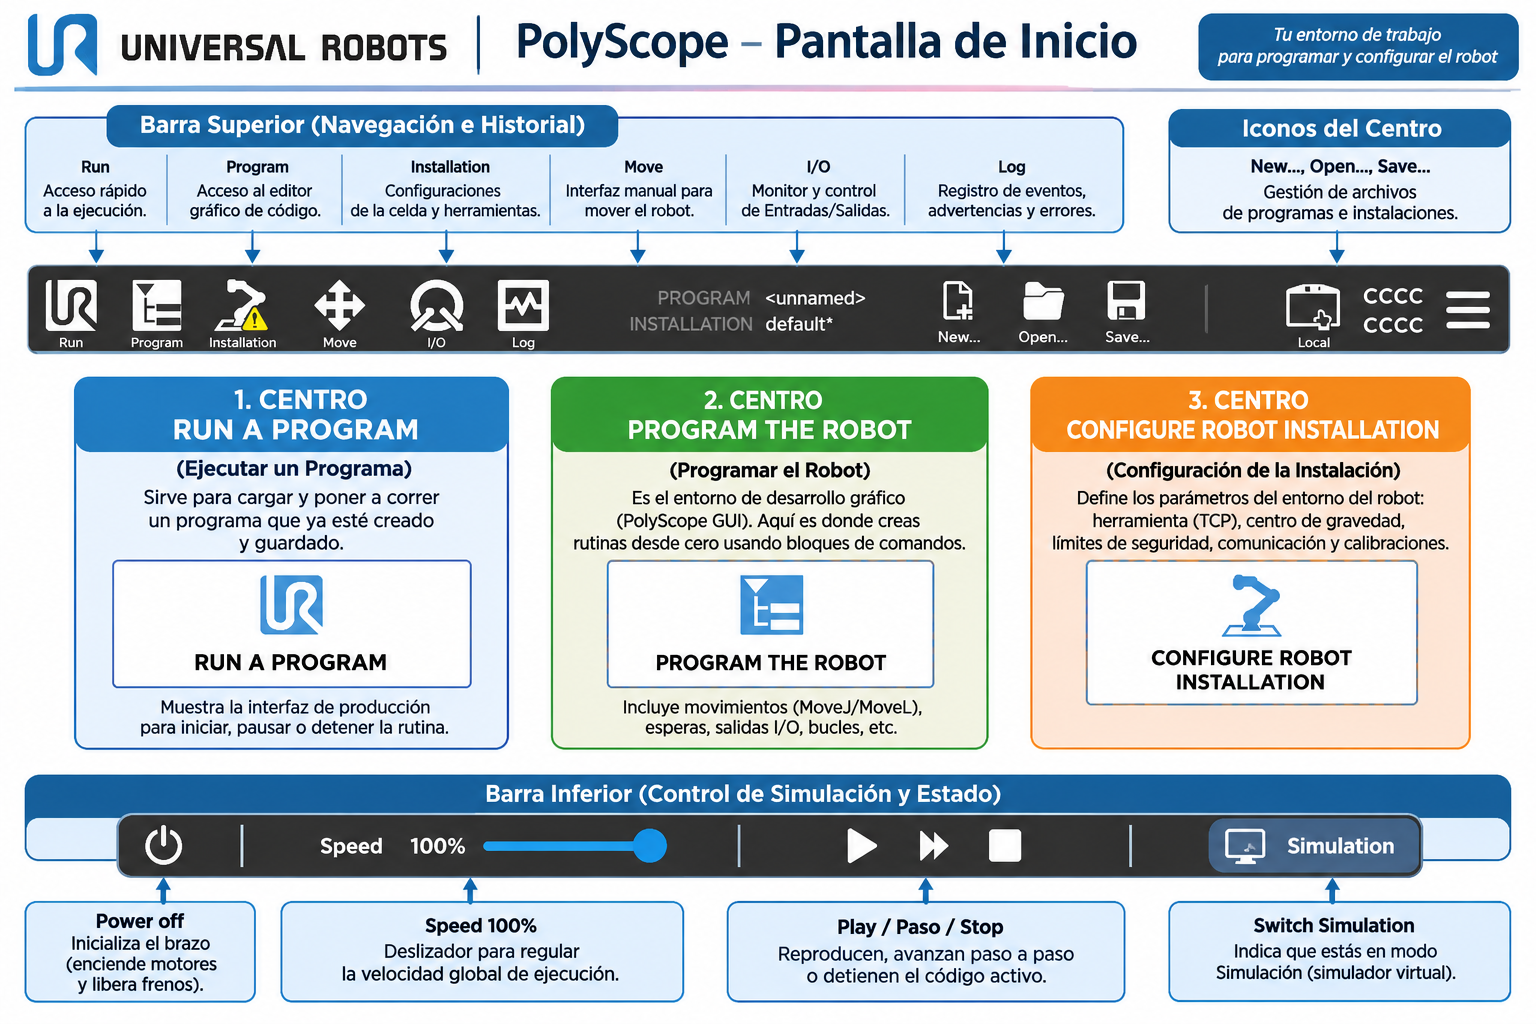 UNIVERSAL ROBOTS
PolyScope – Pantalla de Inicio
Tu entorno de trabajo
para programar y configurar el robot
Barra Superior (Navegación e Historial)
Run
Acceso rápido
a la ejecución.
Program
Acceso al editor
gráfico de código.
Installation
Configuraciones
de la celda y herramientas.
Move
Interfaz manual para
mover el robot.
I/O
Monitor y control
de Entradas/Salidas.
Log
Registro de eventos,
advertencias y errores.
Iconos del Centro
New..., Open..., Save...
Gestión de archivos
de programas e instalaciones.
Run
Program
Installation
Move
I/O
Log
PROGRAM <unnamed>
INSTALLATION default*
New...
Open...
Save...
Local
CCCC
CCCC
1. CENTRO
RUN A PROGRAM
(Ejecutar un Programa)
Sirve para cargar y poner a correr
un programa que ya esté creado
y guardado.
RUN A PROGRAM
Muestra la interfaz de producción
para iniciar, pausar o detener la rutina.
2. CENTRO
PROGRAM THE ROBOT
(Programar el Robot)
Es el entorno de desarrollo gráfico
(PolyScope GUI). Aquí es donde creas
rutinas desde cero usando bloques de comandos.
PROGRAM THE ROBOT
Incluye movimientos (MoveJ/MoveL),
esperas, salidas I/O, bucles, etc.
3. CENTRO
CONFIGURE ROBOT INSTALLATION
(Configuración de la Instalación)
Define los parámetros del entorno del robot:
herramienta (TCP), centro de gravedad,
límites de seguridad, comunicación y calibraciones.
CONFIGURE ROBOT
INSTALLATION
Barra Inferior (Control de Simulación y Estado)
Speed 100%
Simulation
Power off
Inicializa el brazo
(enciende motores
y libera frenos).
Speed 100%
Deslizador para regular
la velocidad global de ejecución.
Play / Paso / Stop
Reproducen, avanzan paso a paso
o detienen el código activo.
Switch Simulation
Indica que estás en modo
Simulación (simulador virtual).